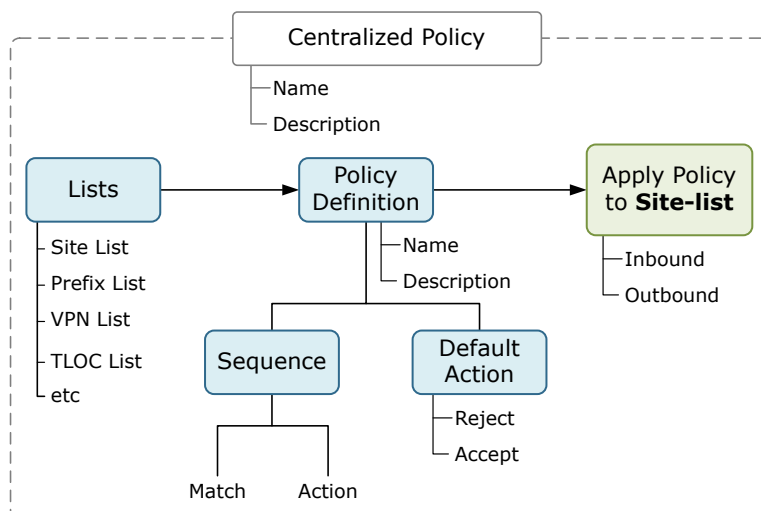 Centralized Policy
Name
Description
Lists
Site List
Prefix List
VPN List
TLOC List
etc
Policy
Definition
Name
Description
Sequence
Match
Action
Default
Action
Reject
Accept
Apply Policy
to Site-list
Inbound
Outbound